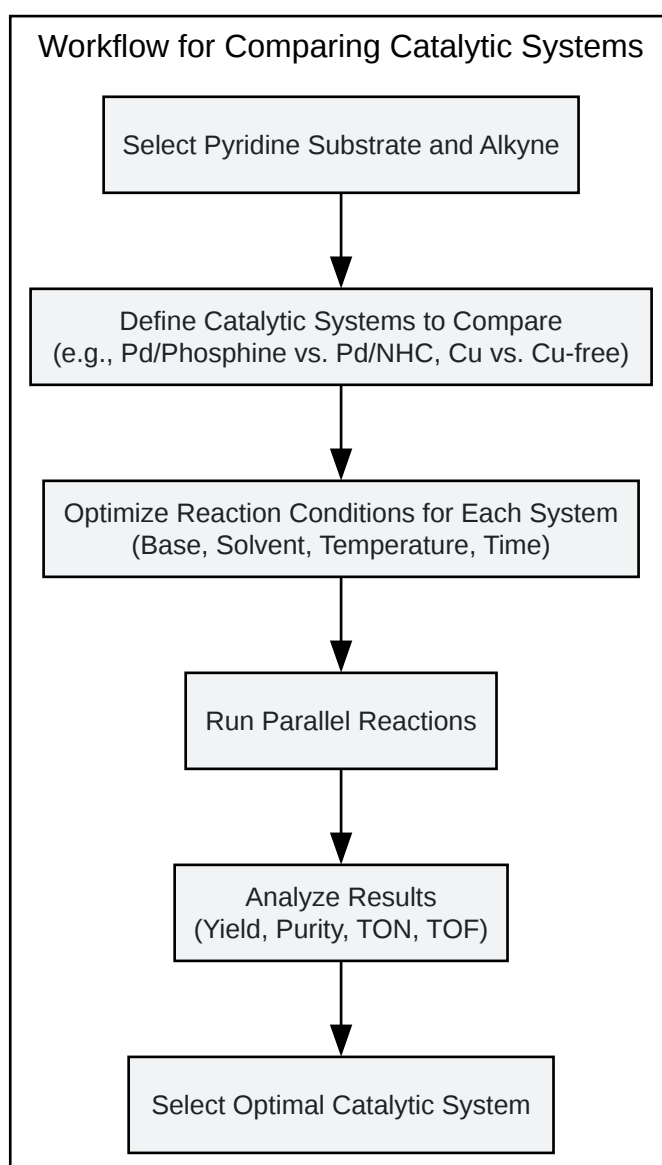 Workflow for Comparing Catalytic Systems
Select Pyridine Substrate and Alkyne
Define Catalytic Systems to Compare
(e.g., Pd/Phosphine vs. Pd/NHC, Cu vs. Cu-free)
Optimize Reaction Conditions for Each System
(Base, Solvent, Temperature, Time)
Run Parallel Reactions
Analyze Results
(Yield, Purity, TON, TOF)
Select Optimal Catalytic System